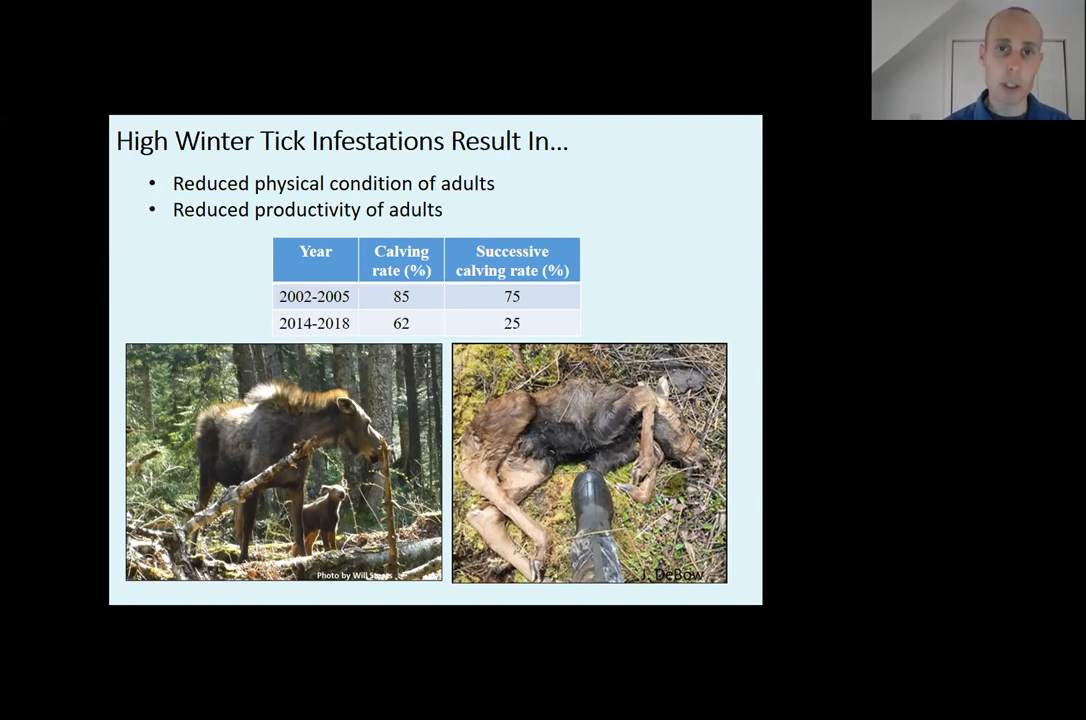 High Winter Tick Infestations Result In...
• Reduced physical condition of adults
• Reduced productivity of adults
Year Calving rate (%) Successive calving rate (%)
2002-2005 85 75
2014-2018 62 25
Photo by Will
DeBow